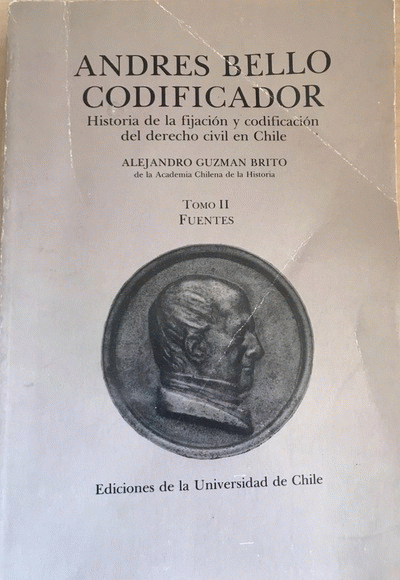 ANDRES BELLO
CODIFICADOR
Historia de la fijación y codificación
del derecho civil en Chile
ALEJANDRO GUZMAN BRITO
de la Academia Chilena de la Historia
TOMO II
FUENTES
Ediciones de la Universidad de Chile